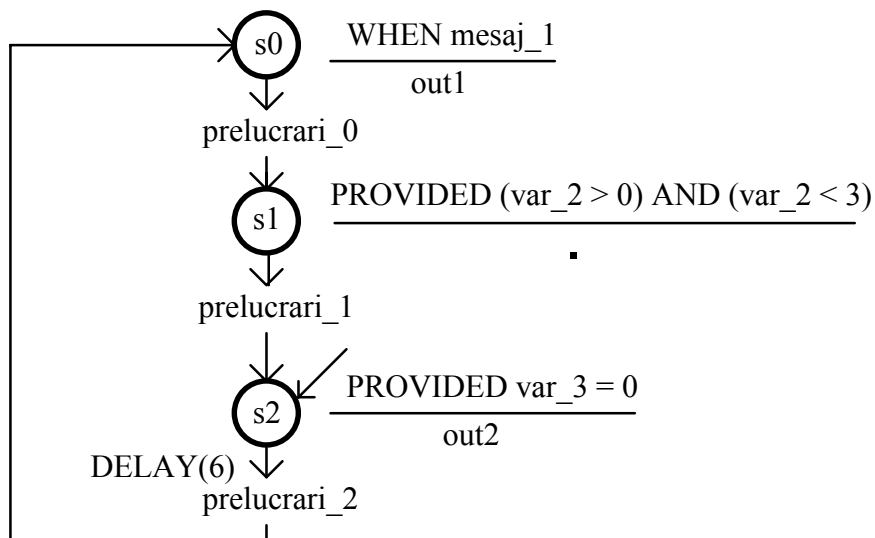 s0
WHEN mesaj_1
out1
prelucrari_0
s1
PROVIDED (var_2 > 0) AND (var_2 < 3)
prelucrari_1
s2
PROVIDED var_3 = 0
out2
DELAY(6)
prelucrari_2